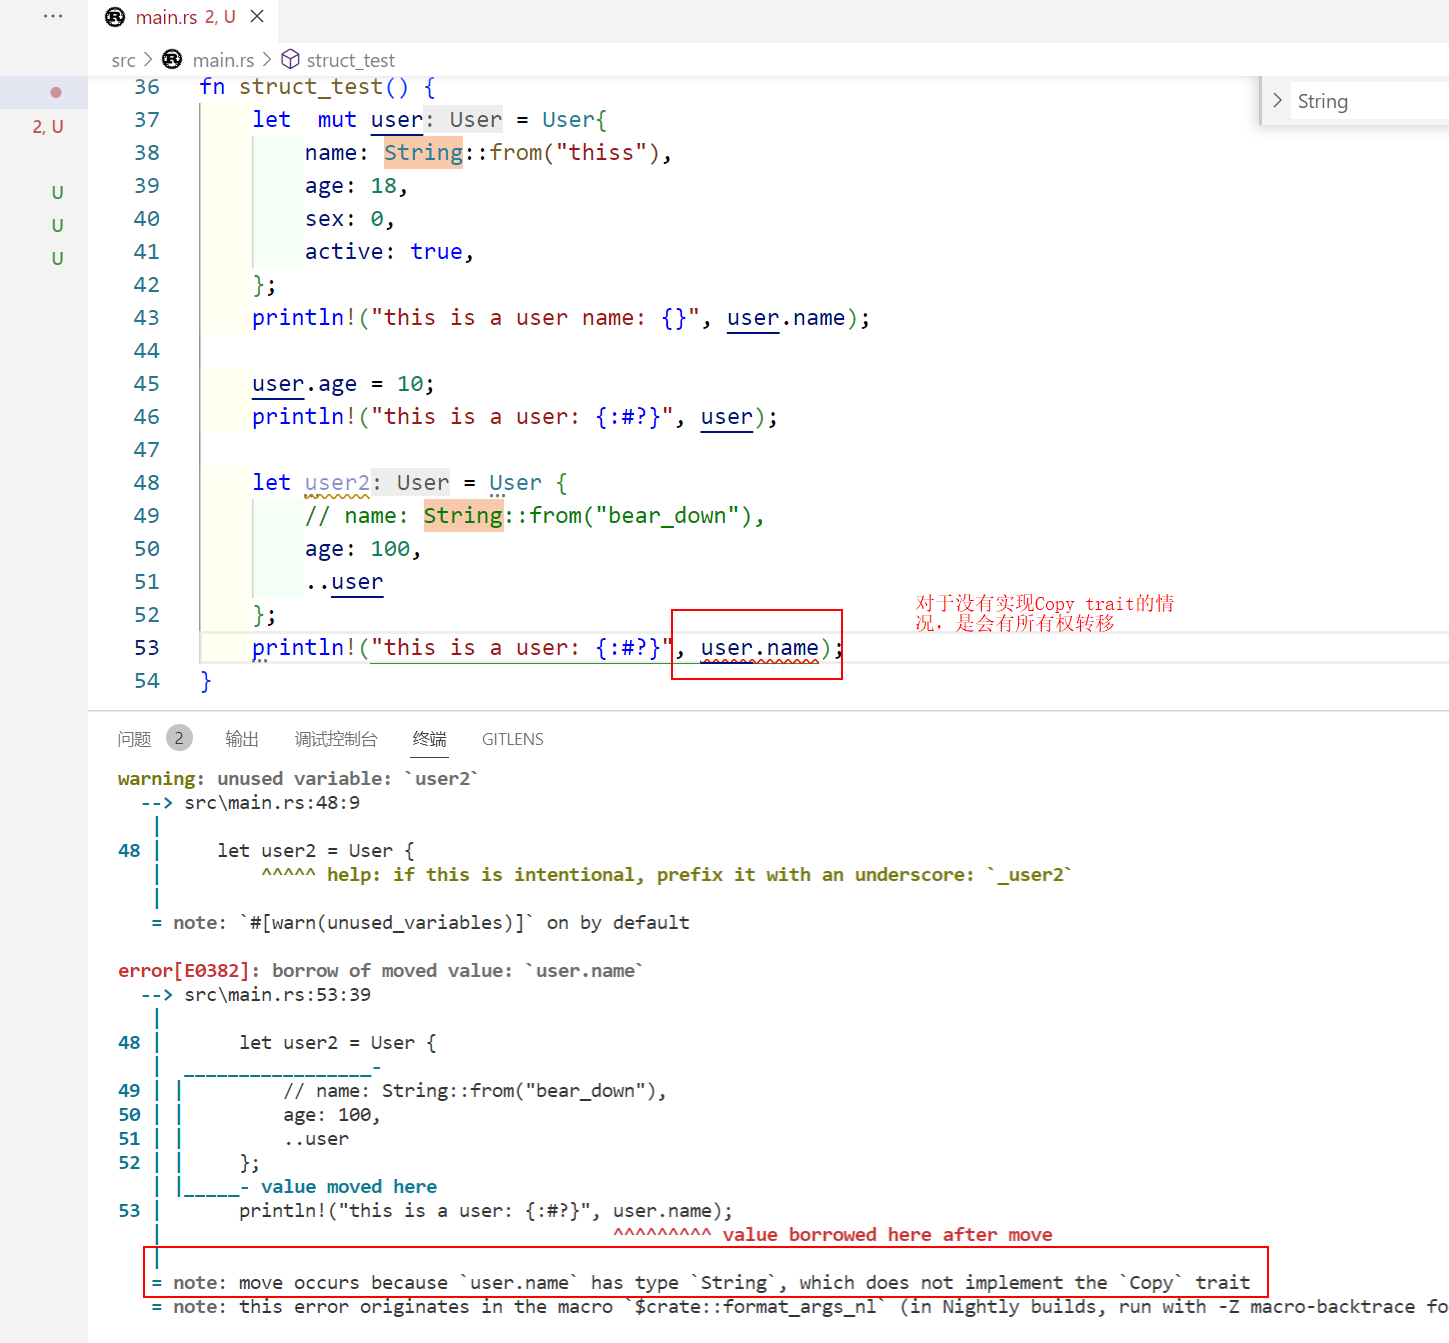 ··· main.rs 2, U ×
src > main.rs > struct_test
> String
2, U
U
U
U
36 fn struct_test() {
37 let  mut user: User = User{
38 name: String::from("thiss"),
39 age: 18,
40 sex: 0,
41 active: true,
42 };
43 println!("this is a user name: {}", user.name);
44
45 user.age = 10;
46 println!("this is a user: {:#?}", user);
47
48 let user2: User = User {
49 // name: String::from("bear_down"),
50 age: 100,
51 ..user
52 };
53 println!("this is a user: {:#?}", user.name);
54 }
对于没有实现Copy trait的情
况，是会有所有权转移
问题 2 输出 调试控制台 终端 GITLENS
warning: unused variable: `user2`
--> src\main.rs:48:9
|
48 | let user2 = User {
| ^^^^^ help: if this is intentional, prefix it with an underscore: `_user2`
|
= note: `#[warn(unused_variables)]` on by default
error[E0382]: borrow of moved value: `user.name`
--> src\main.rs:53:39
|
48 | let user2 = User {
| _________________-
49 | | // name: String::from("bear_down"),
50 | | age: 100,
51 | | ..user
52 | | };
| |_____- value moved here
53 | println!("this is a user: {:#?}", user.name);
| ^^^^^^^^^ value borrowed here after move
|
= note: move occurs because `user.name` has type `String`, which does not implement the `Copy` trait
= note: this error originates in the macro `$crate::format_args_nl` (in Nightly builds, run with -Z macro-backtrace fo